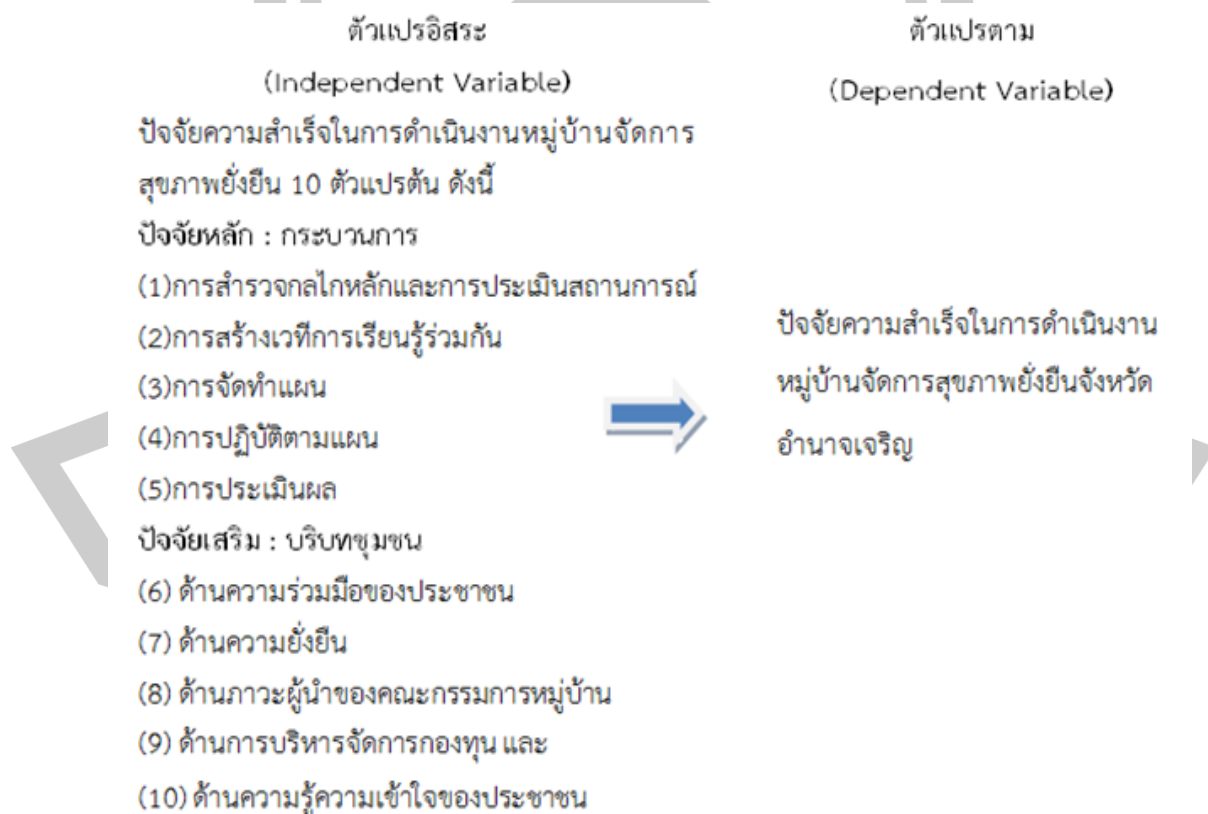 ตัวแปรอิสระ
(Independent Variable)
ปัจจัยความสำเร็จในการดำเนินงานหมู่บ้านจัดการ
สุขภาพยั่งยืน 10 ตัวแปรต้น ดังนี้
ปัจจัยหลัก : กระบวนการ
(1)การสำรวจกลไกหลักและการประเมินสถานการณ์
(2)การสร้างเวทีการเรียนรู้ร่วมกัน
(3)การจัดทำแผน
(4)การปฏิบัติตามแผน
(5)การประเมินผล
ปัจจัยเสริม : บริบทชุมชน
(6) ด้านความร่วมมือของประชาชน
(7) ด้านความยั่งยืน
(8) ด้านภาวะผู้นำของคณะกรรมการหมู่บ้าน
(9) ด้านการบริหารจัดการกองทุน และ
(10) ด้านความรู้ความเข้าใจของประชาชน
ตัวแปรตาม
(Dependent Variable)
ปัจจัยความสำเร็จในการดำเนินงาน
หมู่บ้านจัดการสุขภาพยั่งยืนจังหวัด
อำนาจเจริญ